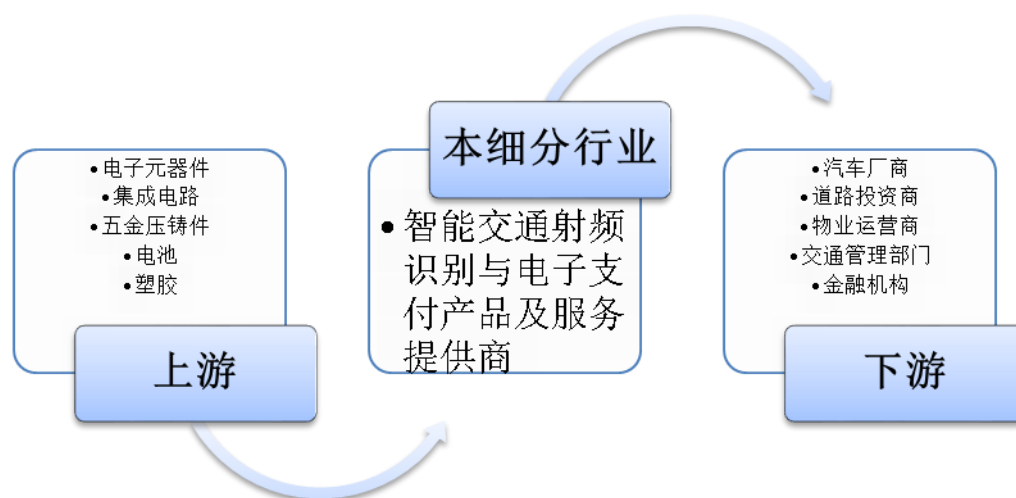 • 电子元器件
• 集成电路
• 五金压铸件
• 电池
• 塑胶
上游
本细分行业
• 智能交通射频
识别与电子支
付产品及服务
提供商
• 汽车厂商
• 道路投资商
• 物业运营商
• 交通管理部门
• 金融机构
下游